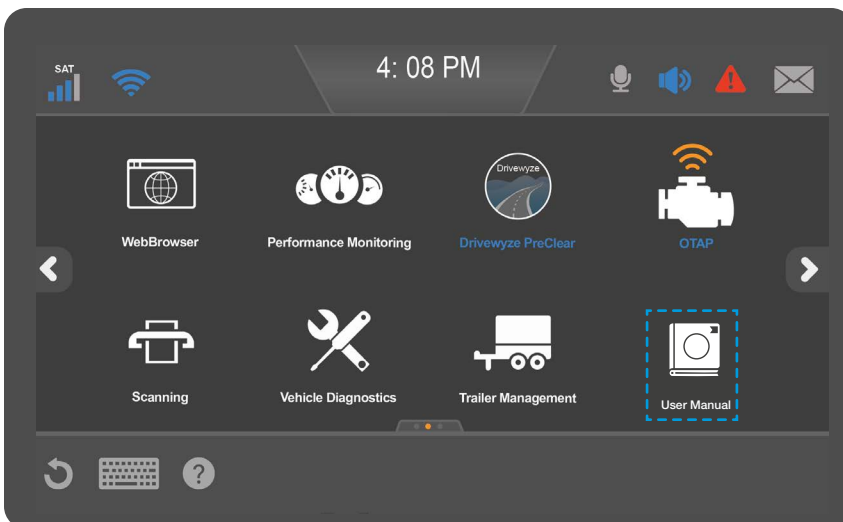 SAT
4: 08 PM
WebBrowser
Performance Monitoring
Drivewyze
Drivewyze PreClear
OTAP
Scanning
Vehicle Diagnostics
Trailer Management
User Manual
?